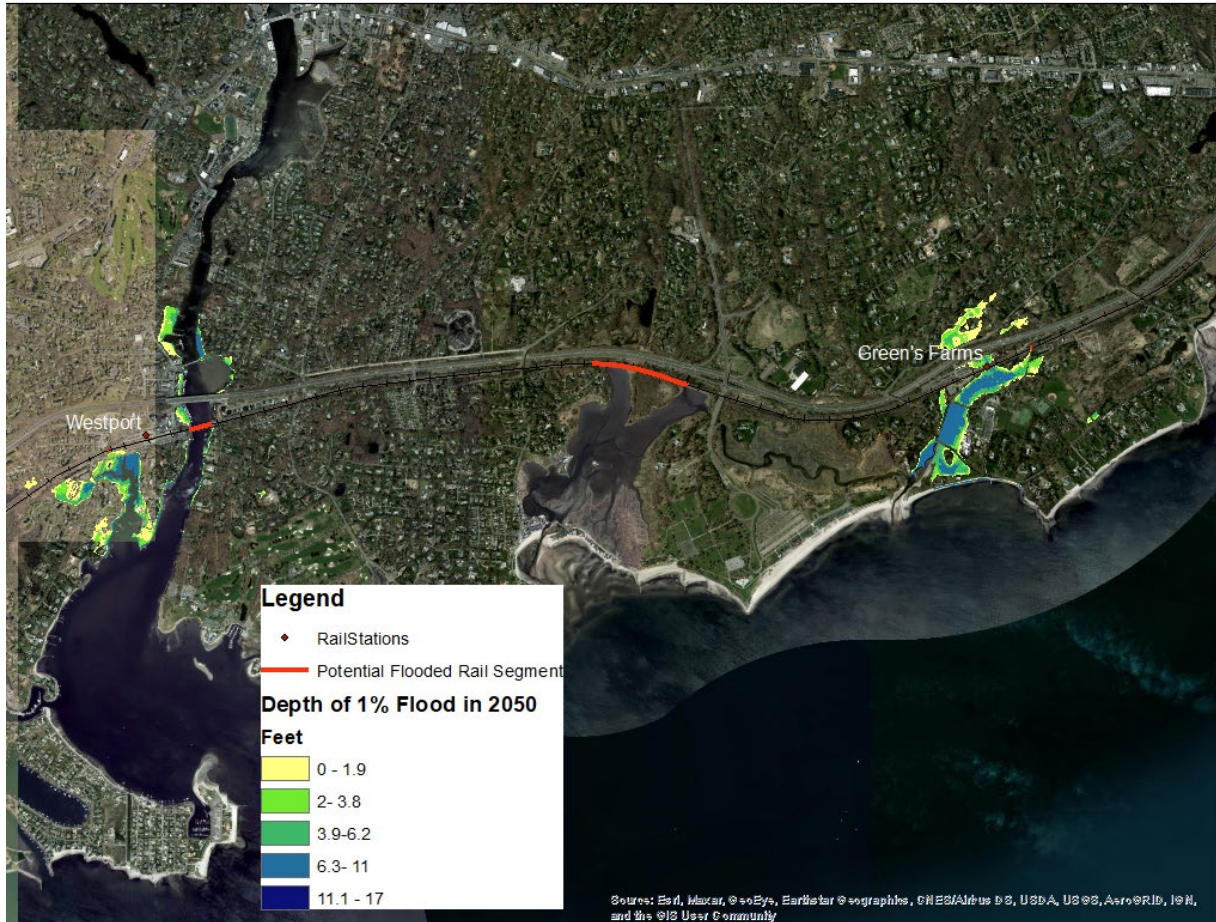 Westport
Green's Farms
Legend
RailStations
Potential Flooded Rail Segment
Depth of 1% Flood in 2050
Feet
0 - 1.9
2- 3.8
3.9-6.2
6.3- 11
11.1 - 17
Source: Esri, Maxar, GeoEye, Earthstar Geographics, CNES/Airbus DS, USDA, USGS, AeroGRID, IGN,
and the GIS User Community